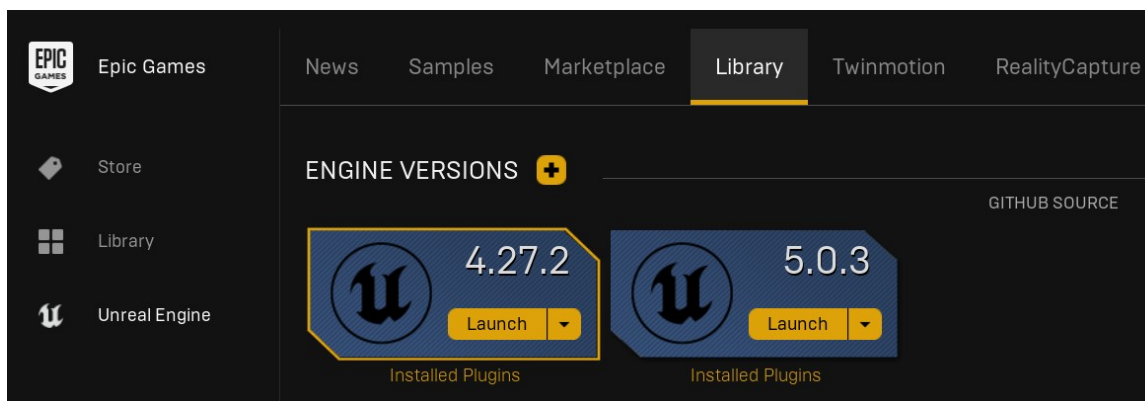 EPIC GAMES
Epic Games
News Samples Marketplace Library Twinmotion RealityCapture
Store
ENGINE VERSIONS
GITHUB SOURCE
Library
4.27.2 5.0.3
Unreal Engine
Launch Launch
Installed Plugins Installed Plugins